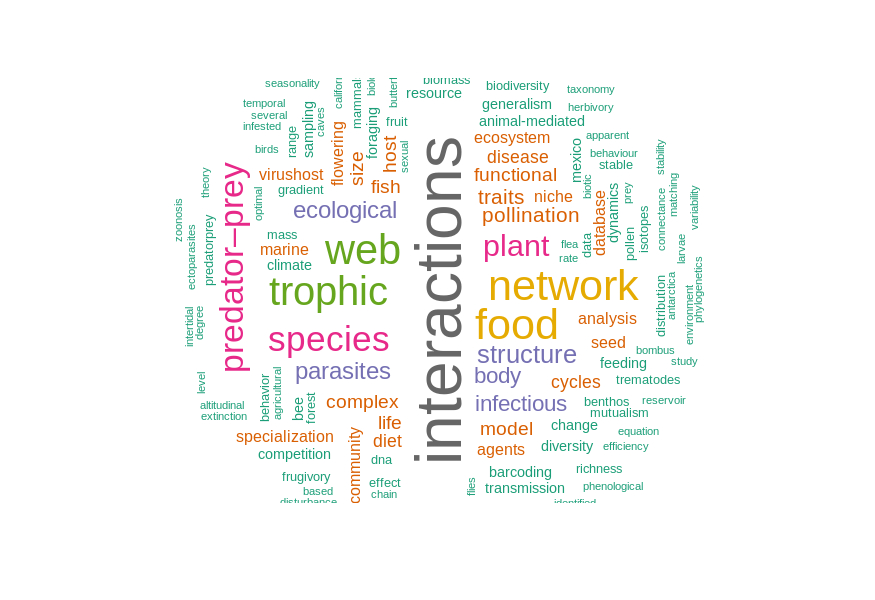 seasonality
temporal
several
infested
birds
range
sampling
caves
mammal
foraging
fruit
sexual
host
size
flowering
biomass
resource
biodiversity
taxonomy
generalism
herbivory
animal-mediated
ecosystem
apparent
disease
behaviour
functional
stable
mexico
biotic
prey
stability
matching
connectance
variability
virushost
gradient
fish
traits
niche
pollination
database
dynamics
theory
optimal
ecological
zoonosis
ectoparasites
predatorprey
predator–prey
mass
marine
climate
web
trophic
interactions
plant
flea
rate
data
pollen
isotopes
larvae
network
distribution
antarctica
environment
phylogenetics
food
analysis
intertidal
degree
species
structure
seed
bombus
study
parasites
body
feeding
cycles
trematodes
level
behavior
agricultural
bee
forest
complex
infectious
benthos
reservoir
mutualism
altitudinal
extinction
life
specialization
diet
model
change
equation
competition
community
dna
agents
diversity
efficiency
frugivory
effect
barcoding
richness
based
chain
flies
transmission
phenological
disturbance
identified